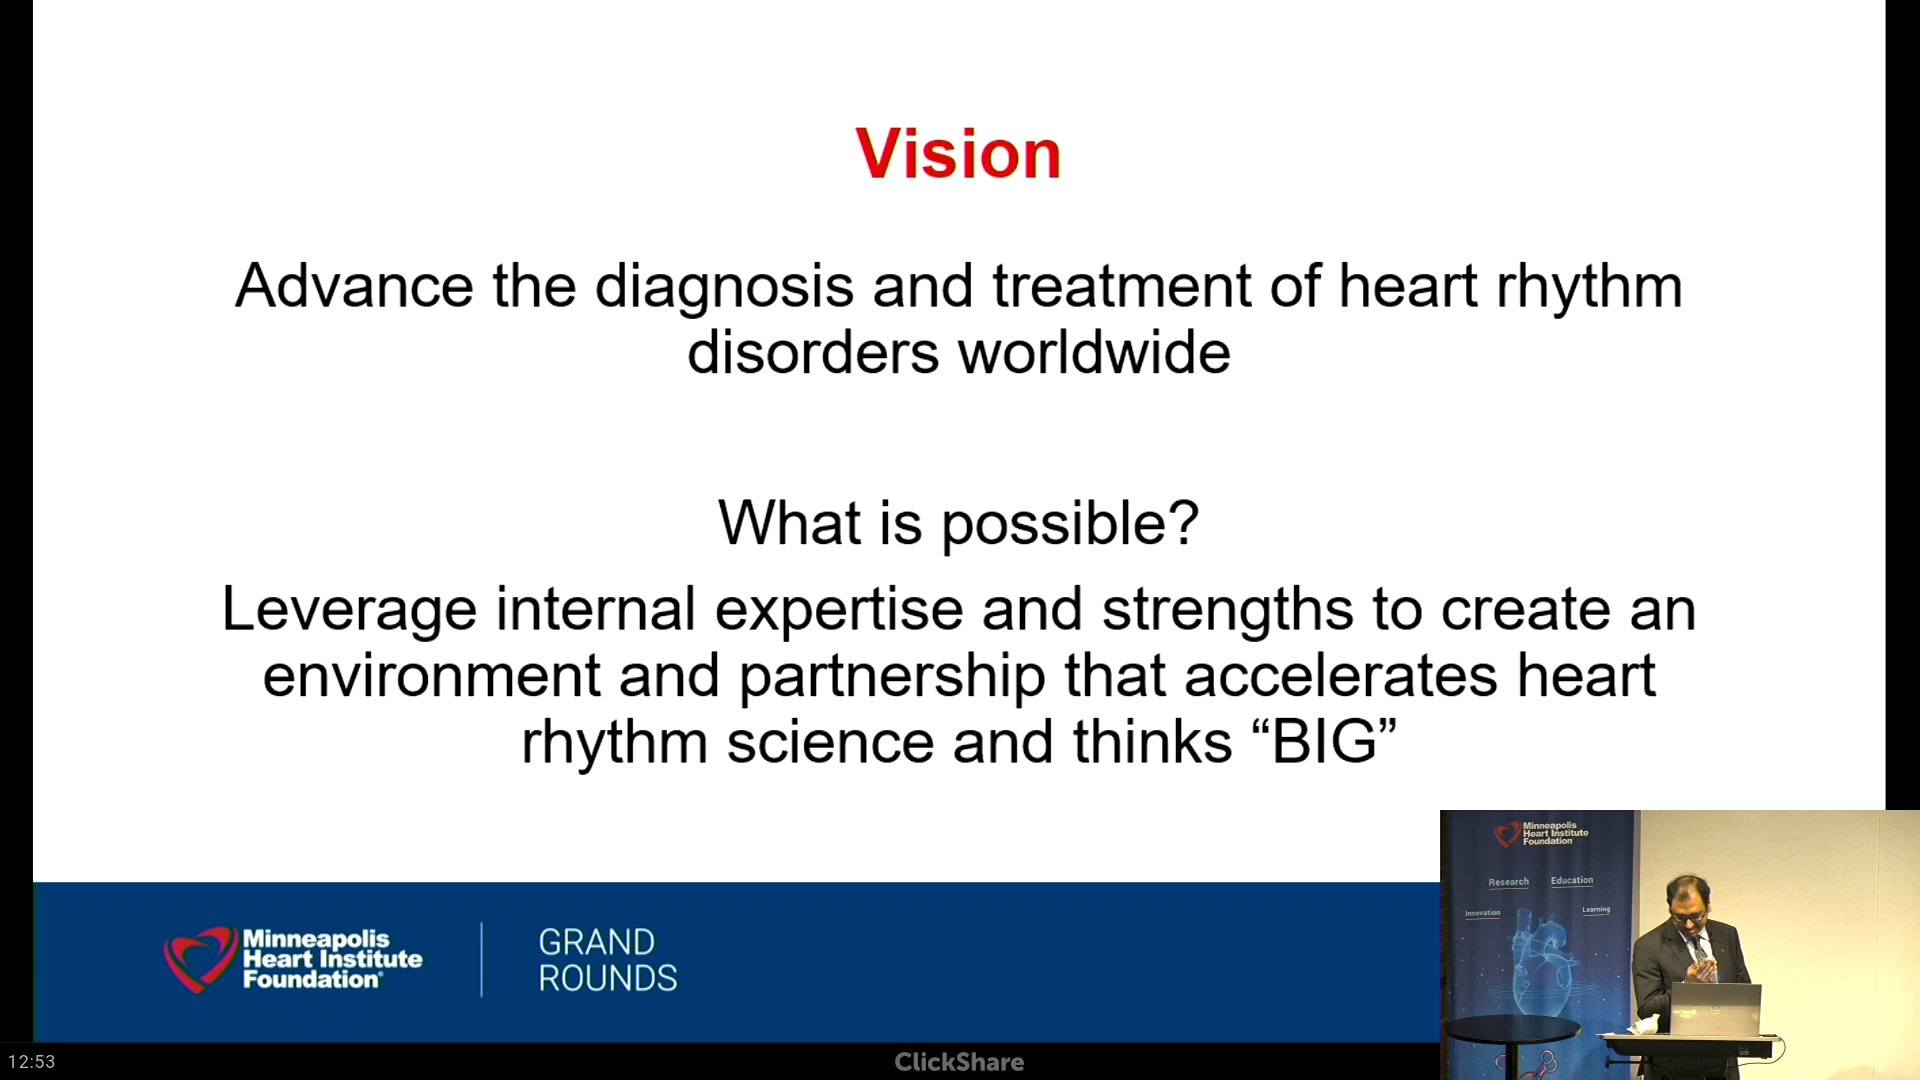 Vision
Advance the diagnosis and treatment of heart rhythm
disorders worldwide
What is possible?
Leverage internal expertise and strengths to create an
environment and partnership that accelerates heart
rhythm science and thinks “BIG”
Minneapolis
Heart Institute
Foundation
Research
Education
Innovation
Learning
Minneapolis
Heart Institute
Foundation®
GRAND
ROUNDS
12:53
ClickShare